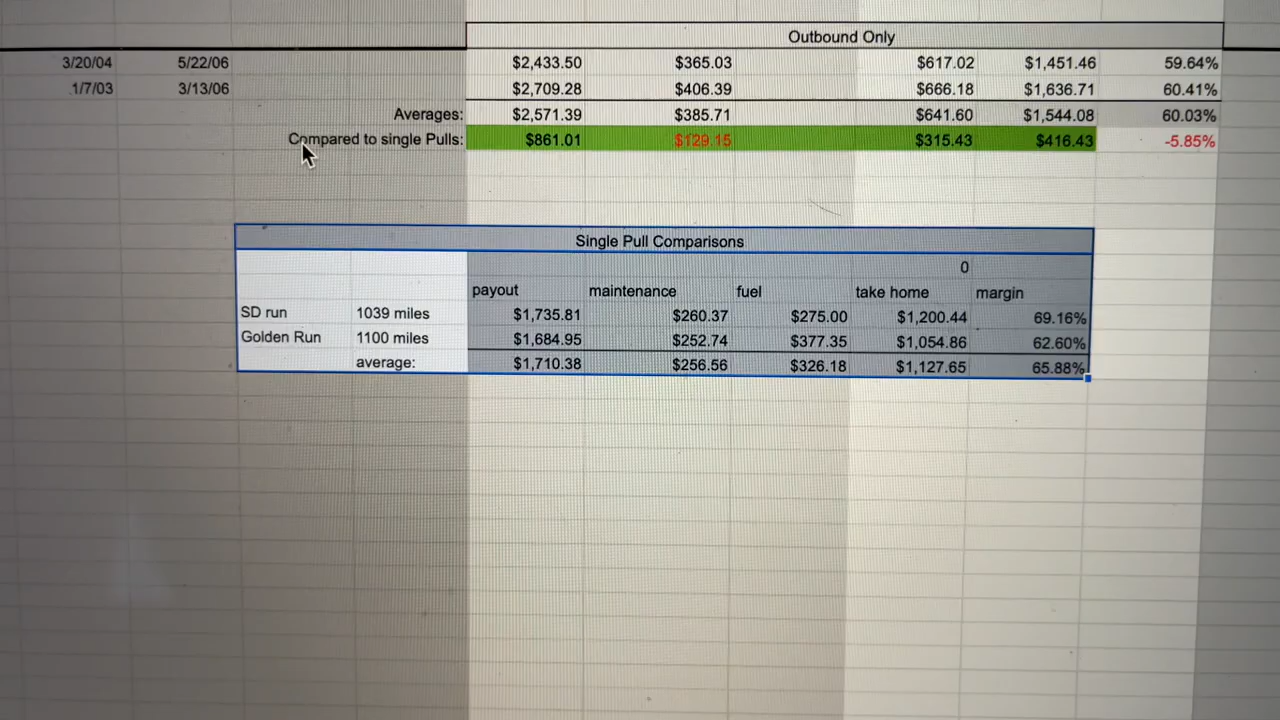 Outbound Only
3/20/04 5/22/06 $2,433.50 $365.03 $617.02 $1,451.46 59.64%
1/7/03 3/13/06 $2,709.28 $406.39 $666.18 $1,636.71 60.41%
Averages: $2,571.39 $385.71 $641.60 $1,544.08 60.03%
Compared to single Pulls: $861.01 $129.15 $315.43 $416.43 -5.85%
Single Pull Comparisons
0
payout maintenance fuel take home margin
SD run 1039 miles $1,735.81 $260.37 $275.00 $1,200.44 69.16%
Golden Run 1100 miles $1,684.95 $252.74 $377.35 $1,054.86 62.60%
average: $1,710.38 $256.56 $326.18 $1,127.65 65.88%